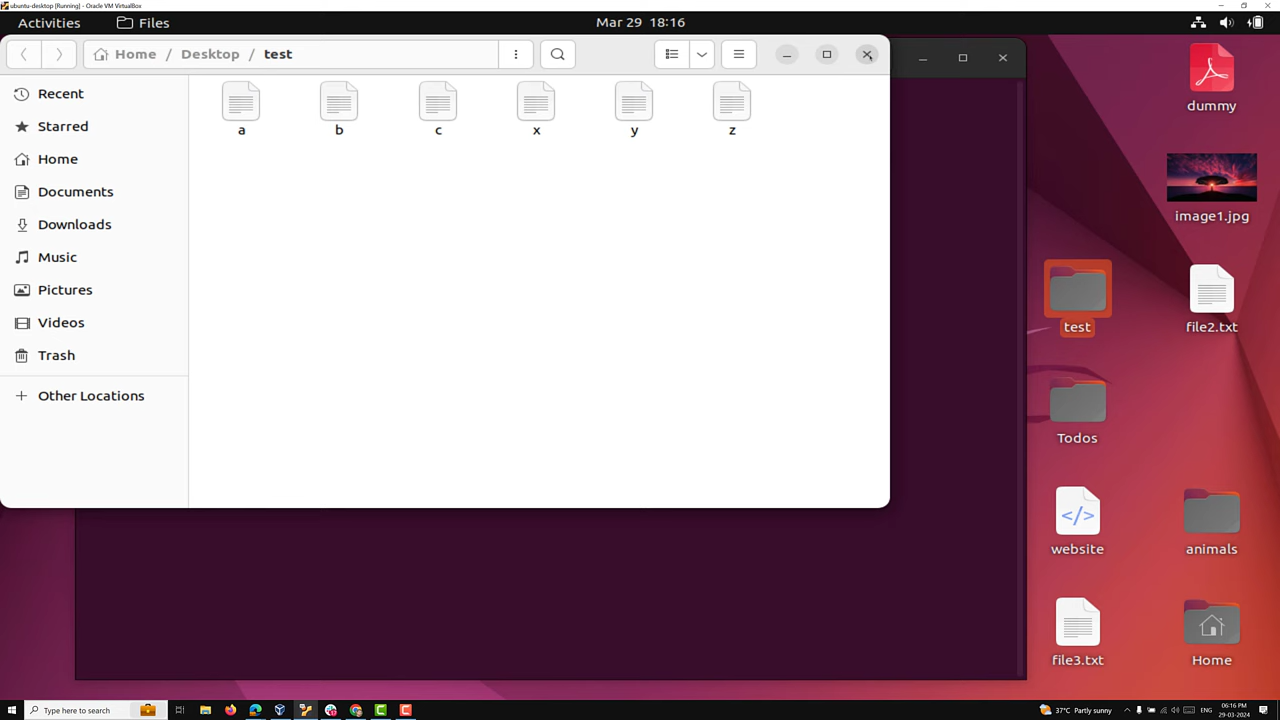 ubuntu-desktop [Running] - Oracle VM VirtualBox
Activities Files Mar 29 18:16
Home / Desktop / test
Recent
Starred
Home
Documents
Downloads
Music
Pictures
Videos
Trash
Other Locations
a b c x y z
dummy
image1.jpg
test
file2.txt
Todos
website
animals
file3.txt
Home
Type here to search
37°C Partly sunny
ENG
06:16 PM
29-03-2024